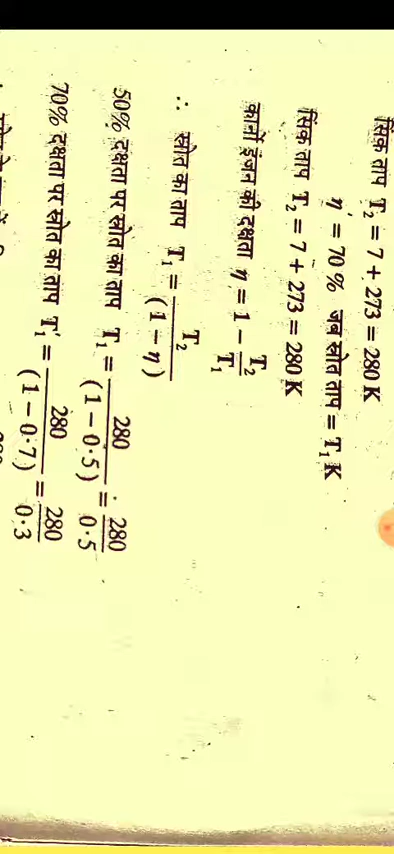 सिंक ताप T₂ = 7 + 273 = 280 K
η' = 70 % जब स्रोत ताप = T₁ K
सिंक ताप T₂ = 7 + 273 = 280 K
कार्नो इंजन की दक्षता η = 1 − T₂/T₁
∴ स्रोत का ताप T₁ = T₂/(1 − η)
50% दक्षता पर स्रोत का ताप T₁ = 280/(1 − 0·5) = 280/0·5
70% दक्षता पर स्रोत का ताप T₁' = 280/(1 − 0·7) = 280/0·3